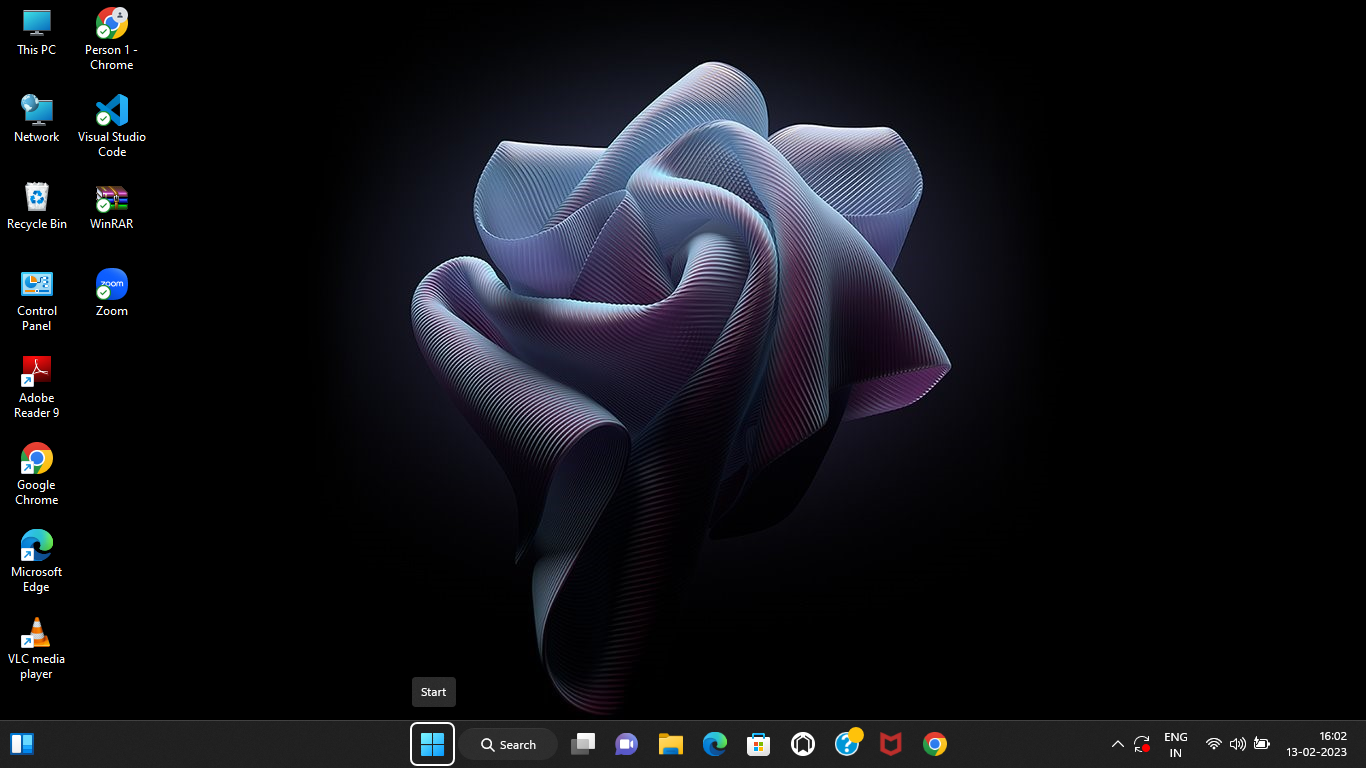 This PC
Person 1 -
Chrome
Network
Visual Studio
Code
Recycle Bin
WinRAR
Control
Panel
zoom
Zoom
Adobe
Reader 9
Google
Chrome
Microsoft
Edge
VLC media
player
Start
Search
?
ENG
IN
16:02
13-02-2023